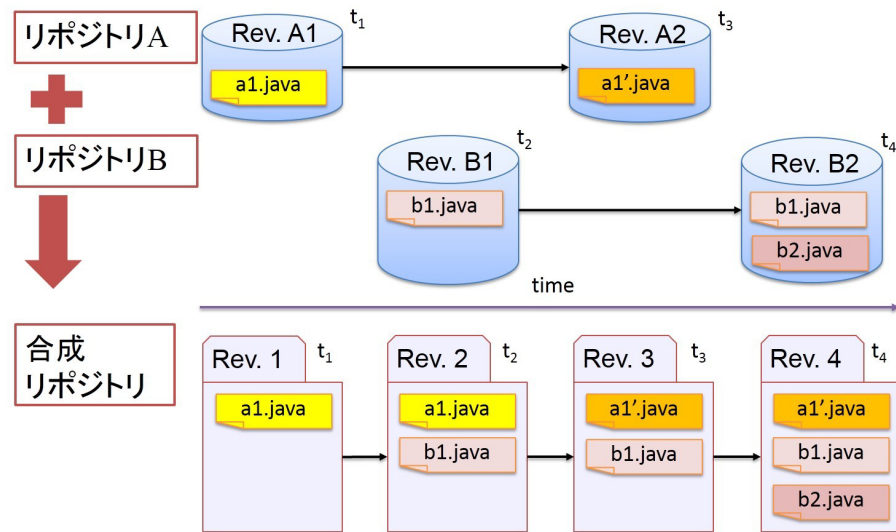 リポジトリA
Rev. A1
t1
a1.java
Rev. A2
t3
a1’.java
リポジトリB
Rev. B1
t2
b1.java
Rev. B2
t4
b1.java
b2.java
time
合成
リポジトリ
Rev. 1
t1
a1.java
Rev. 2
t2
a1.java
b1.java
Rev. 3
t3
a1’.java
b1.java
Rev. 4
t4
a1’.java
b1.java
b2.java